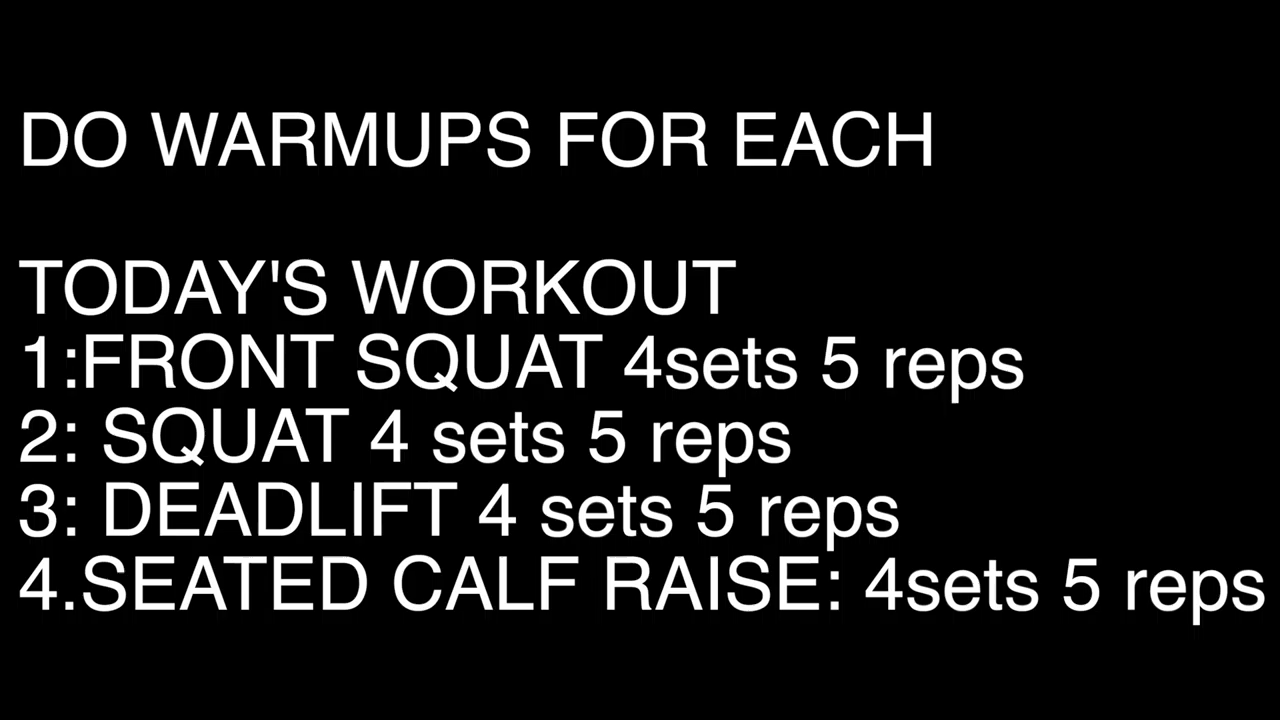 DO WARMUPS FOR EACH
TODAY'S WORKOUT
1:FRONT SQUAT 4sets 5 reps
2: SQUAT 4 sets 5 reps
3: DEADLIFT 4 sets 5 reps
4.SEATED CALF RAISE: 4sets 5 reps